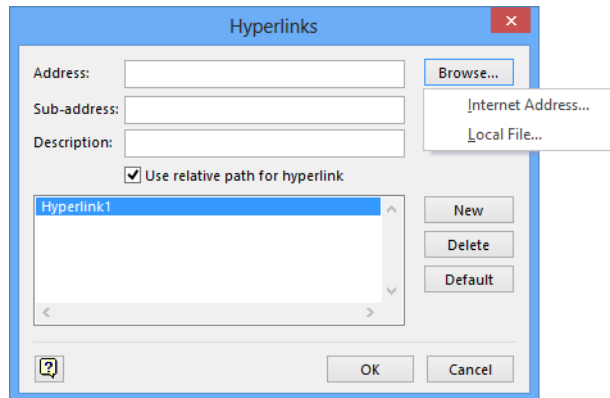 Hyperlinks
Address:
Browse...
Internet Address...
Sub-address:
Local File...
Description:
Use relative path for hyperlink
Hyperlink1
New
Delete
Default
OK
Cancel